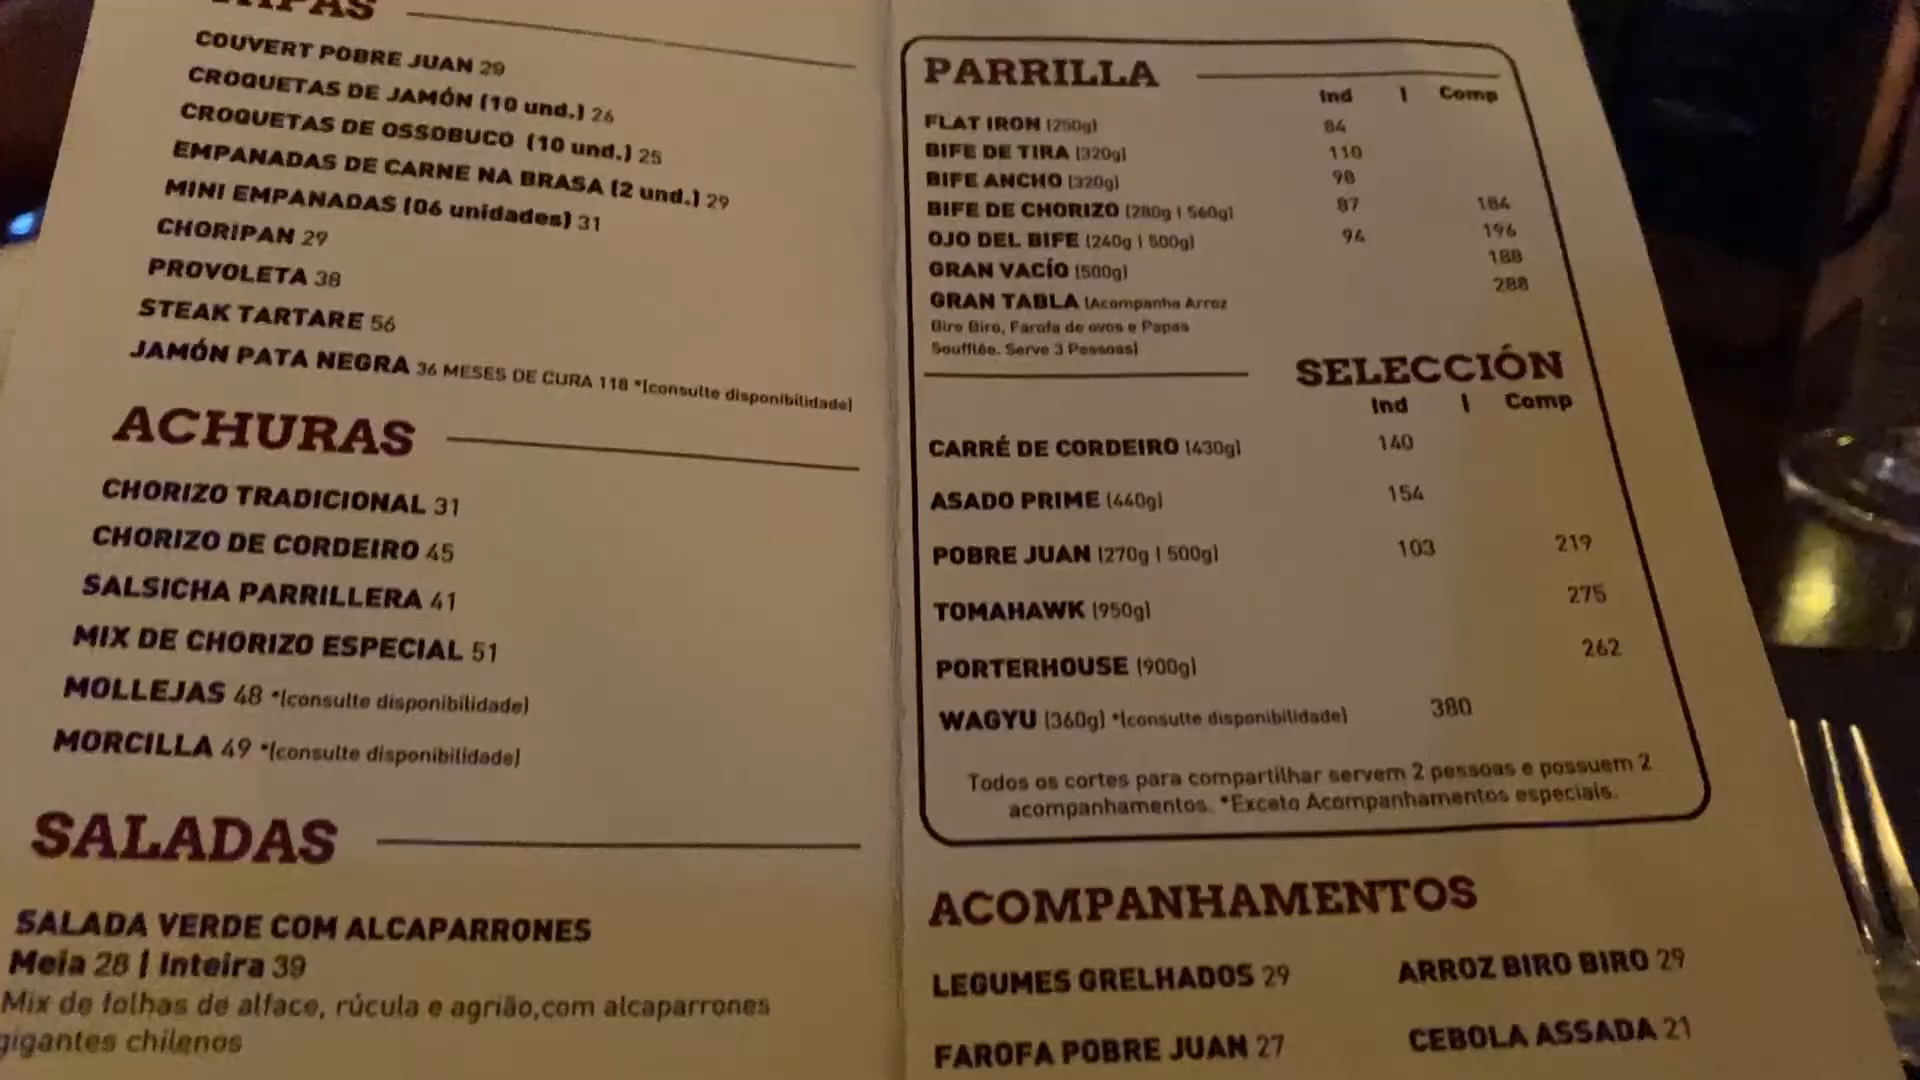 COUVERT POBRE JUAN 29
CROQUETAS DE JAMÓN (10 und.) 26
CROQUETAS DE OSSOBUCO (10 und.) 25
EMPANADAS DE CARNE NA BRASA (2 und.) 29
MINI EMPANADAS (06 unidades) 31
CHORIPAN 29
PROVOLETA 38
STEAK TARTARE 56
JAMÓN PATA NEGRA 36 MESES DE CURA 118 *(consulte disponibilidade)
ACHURAS
CHORIZO TRADICIONAL 31
CHORIZO DE CORDEIRO 45
SALSICHA PARRILLERA 41
MIX DE CHORIZO ESPECIAL 51
MOLLEJAS 48 *(consulte disponibilidade)
MORCILLA 49 *(consulte disponibilidade)
SALADAS
SALADA VERDE COM ALCAPARRONES
Meia 28 | Inteira 39
Mix de folhas de alface, rúcula e agrião,com alcaparrones
gigantes chilenos
PARRILLA
Ind | Comp
FLAT IRON (250g) 84
BIFE DE TIRA (320g) 110
BIFE ANCHO (320g) 98
BIFE DE CHORIZO (280g | 560g) 87 184
OJO DEL BIFE (240g | 500g) 94 196
GRAN VACÍO (500g) 188
GRAN TABLA (Acompanha Arroz 288
Biro Biro, Farofa de ovos e Papas
Soufflée. Serve 3 Pessoas)
SELECCIÓN
Ind | Comp
CARRÉ DE CORDEIRO (430g) 140
ASADO PRIME (440g) 154
POBRE JUAN (270g | 500g) 103 219
TOMAHAWK (950g) 275
PORTERHOUSE (900g) 262
WAGYU (360g) *(consulte disponibilidade) 380
Todos os cortes para compartilhar servem 2 pessoas e possuem 2
acompanhamentos. *Exceto Acompanhamentos especiais.
ACOMPANHAMENTOS
LEGUMES GRELHADOS 29 ARROZ BIRO BIRO 29
FAROFA POBRE JUAN 27 CEBOLA ASSADA 21